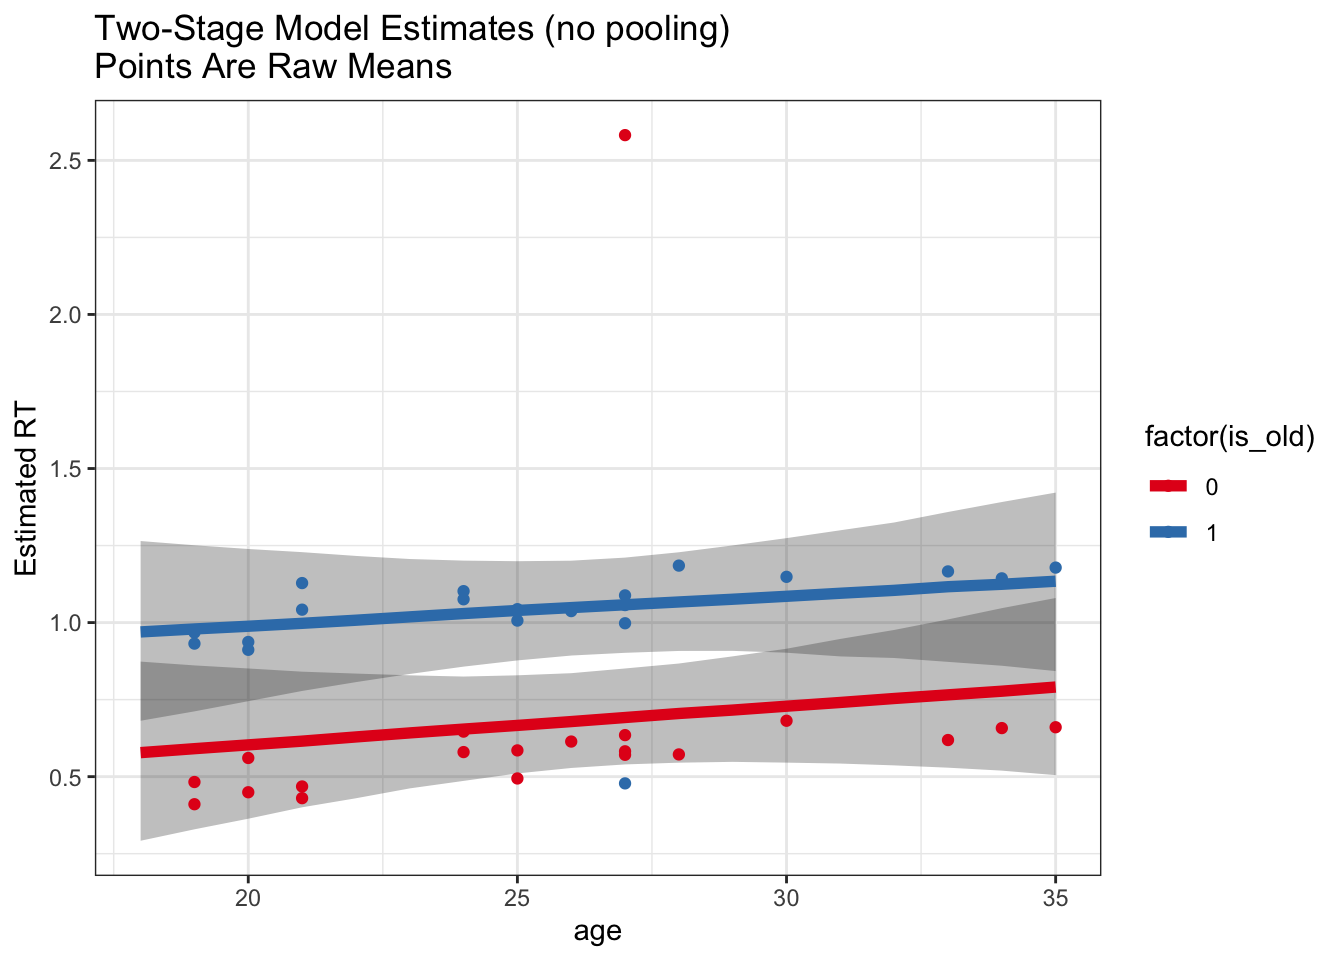 Two-Stage Model Estimates (no pooling)
Points Are Raw Means
2.5
2.0
1.5
1.0
0.5
Estimated RT
20
25
30
35
age
factor(is_old)
0
1